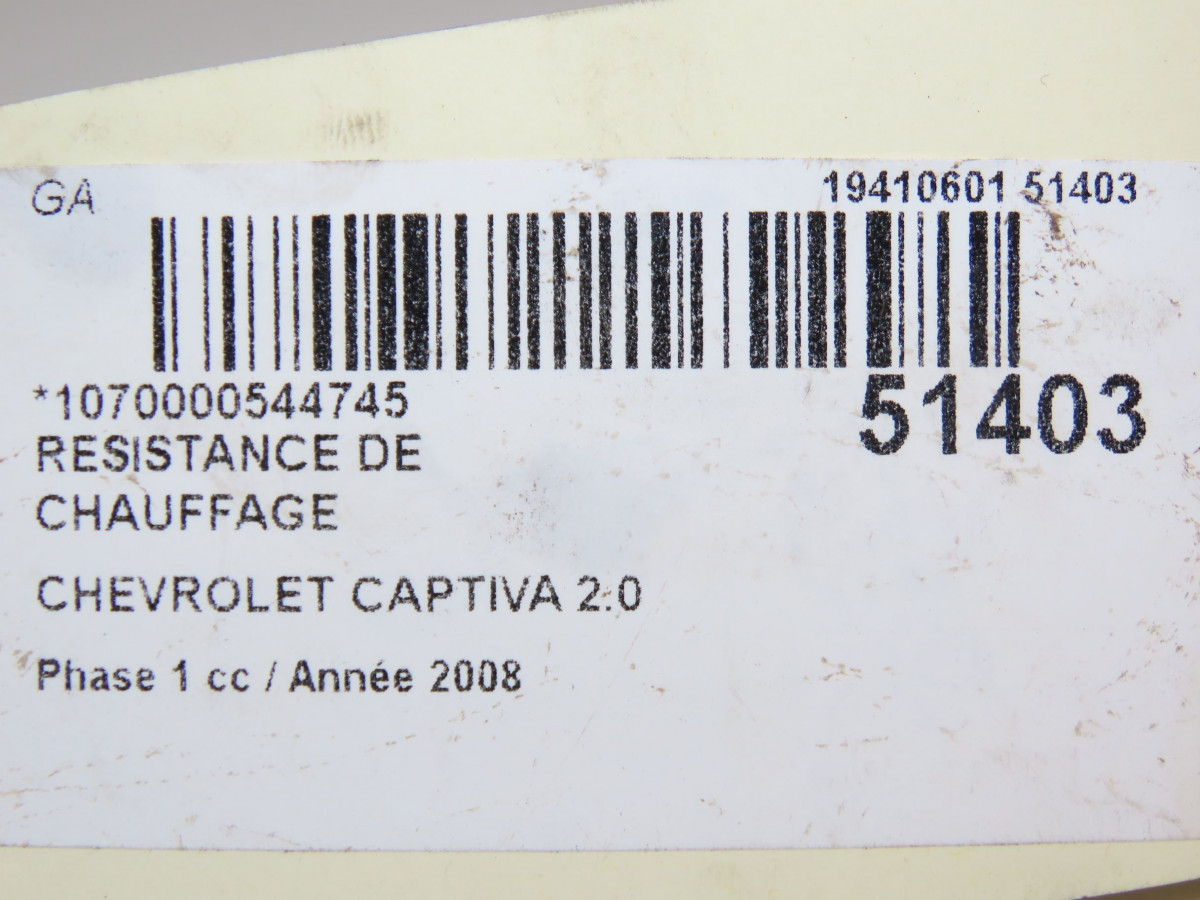 GA
19410601 51403
*1070000544745
51403
RESISTANCE DE
CHAUFFAGE
CHEVROLET CAPTIVA 2.0
Phase 1 cc / Année 2008